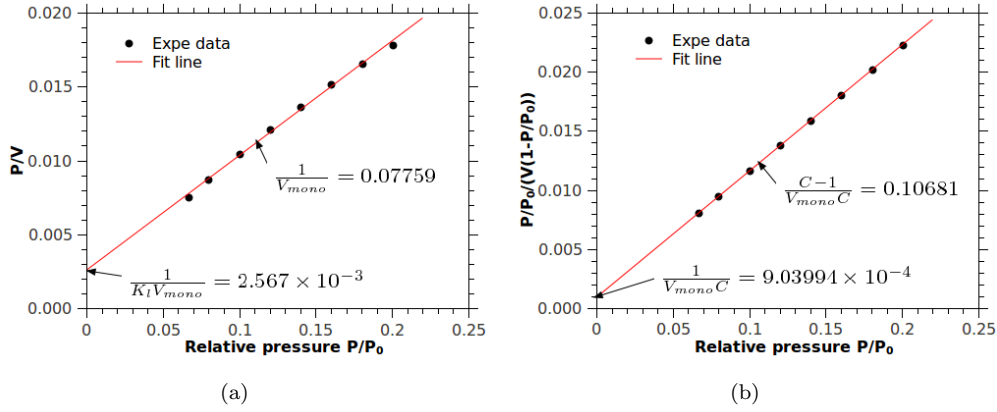 0.020
0.015
0.010
0.005
0.000
P/V
Expe data
Fit line
1/V_mono = 0.07759
1/(K_l V_mono) = 2.567 × 10^-3
0 0.05 0.1 0.15 0.2 0.25
Relative pressure P/P₀
(a)
0.025
0.020
0.015
0.010
0.005
0.000
P/P₀/(V(1-P/P₀))
Expe data
Fit line
C−1/(V_mono C) = 0.10681
1/(V_mono C) = 9.03994 × 10^-4
0 0.05 0.1 0.15 0.2 0.25
Relative pressure P/P₀
(b)